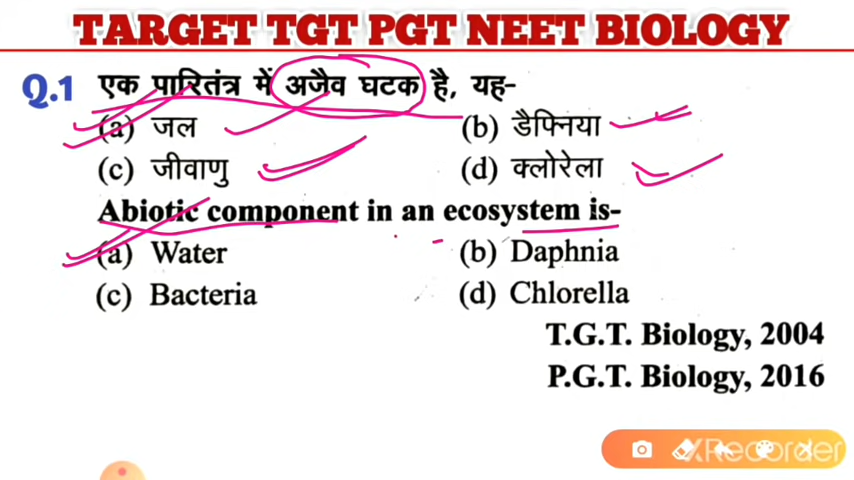 TARGET TGT PGT NEET BIOLOGY
Q.1 एक पारितंत्र में अजैव घटक है, यह-
(a) जल (b) डैफ्निया
(c) जीवाणु (d) क्लोरेला
Abiotic component in an ecosystem is-
(a) Water (b) Daphnia
(c) Bacteria (d) Chlorella
T.G.T. Biology, 2004
P.G.T. Biology, 2016
XRecorder